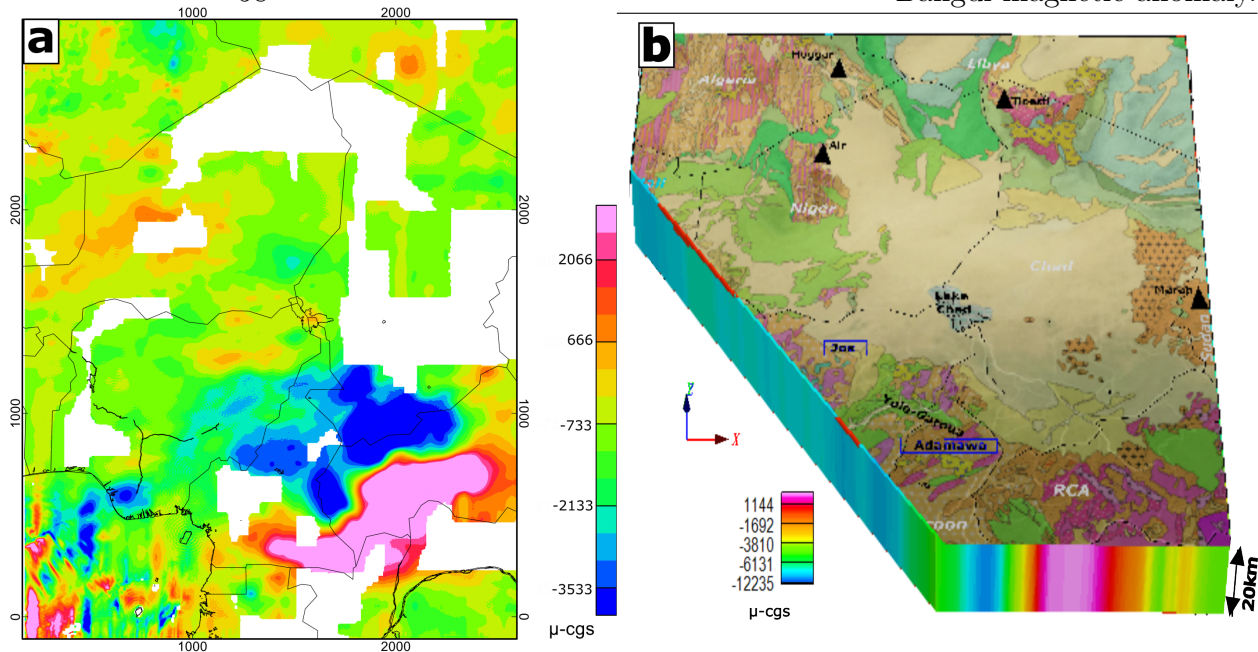 Bangui magnetic anomaly.
a
1000
2000
2000
2000
1000
1000
0
0
1000
2000
2066
666
-733
-2133
-3533
μ-cgs
b
Hoggar
Algeria
Libya
Tibesti
Air
Niger
Chad
Marah
Lake
Chad
Jos
Yola-Garoua
Adamawa
RCA
Z
X
1144
-1692
-3810
-6131
-12235
μ-cgs
20km